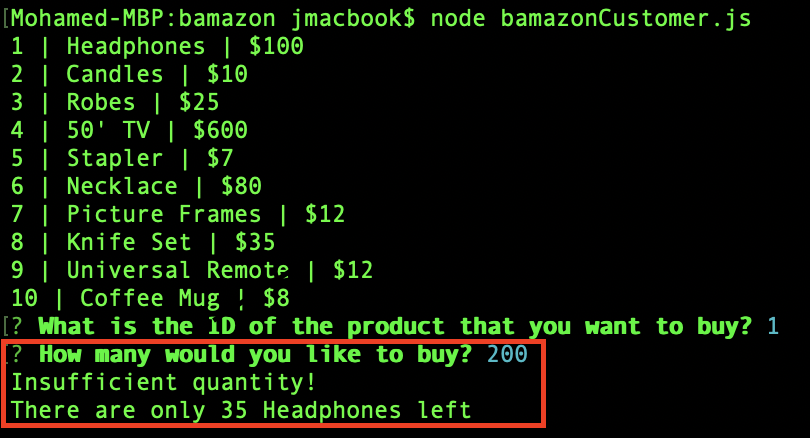 [Mohamed-MBP:bamazon jmacbook$ node bamazonCustomer.js
1 | Headphones | $100
2 | Candles | $10
3 | Robes | $25
4 | 50' TV | $600
5 | Stapler | $7
6 | Necklace | $80
7 | Picture Frames | $12
8 | Knife Set | $35
9 | Universal Remote | $12
10 | Coffee Mug | $8
[? What is the ID of the product that you want to buy? 1
[? How many would you like to buy? 200
Insufficient quantity!
There are only 35 Headphones left